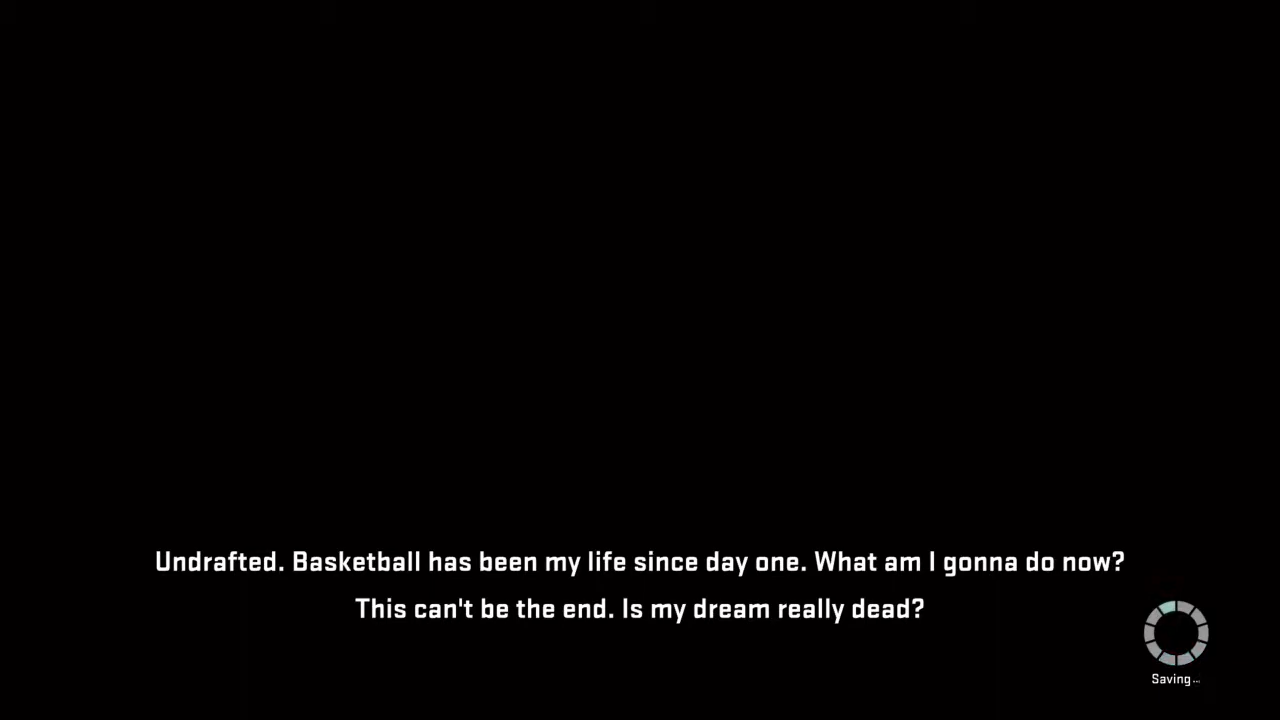 Undrafted. Basketball has been my life since day one. What am I gonna do now?
This can't be the end. Is my dream really dead?
Saving...